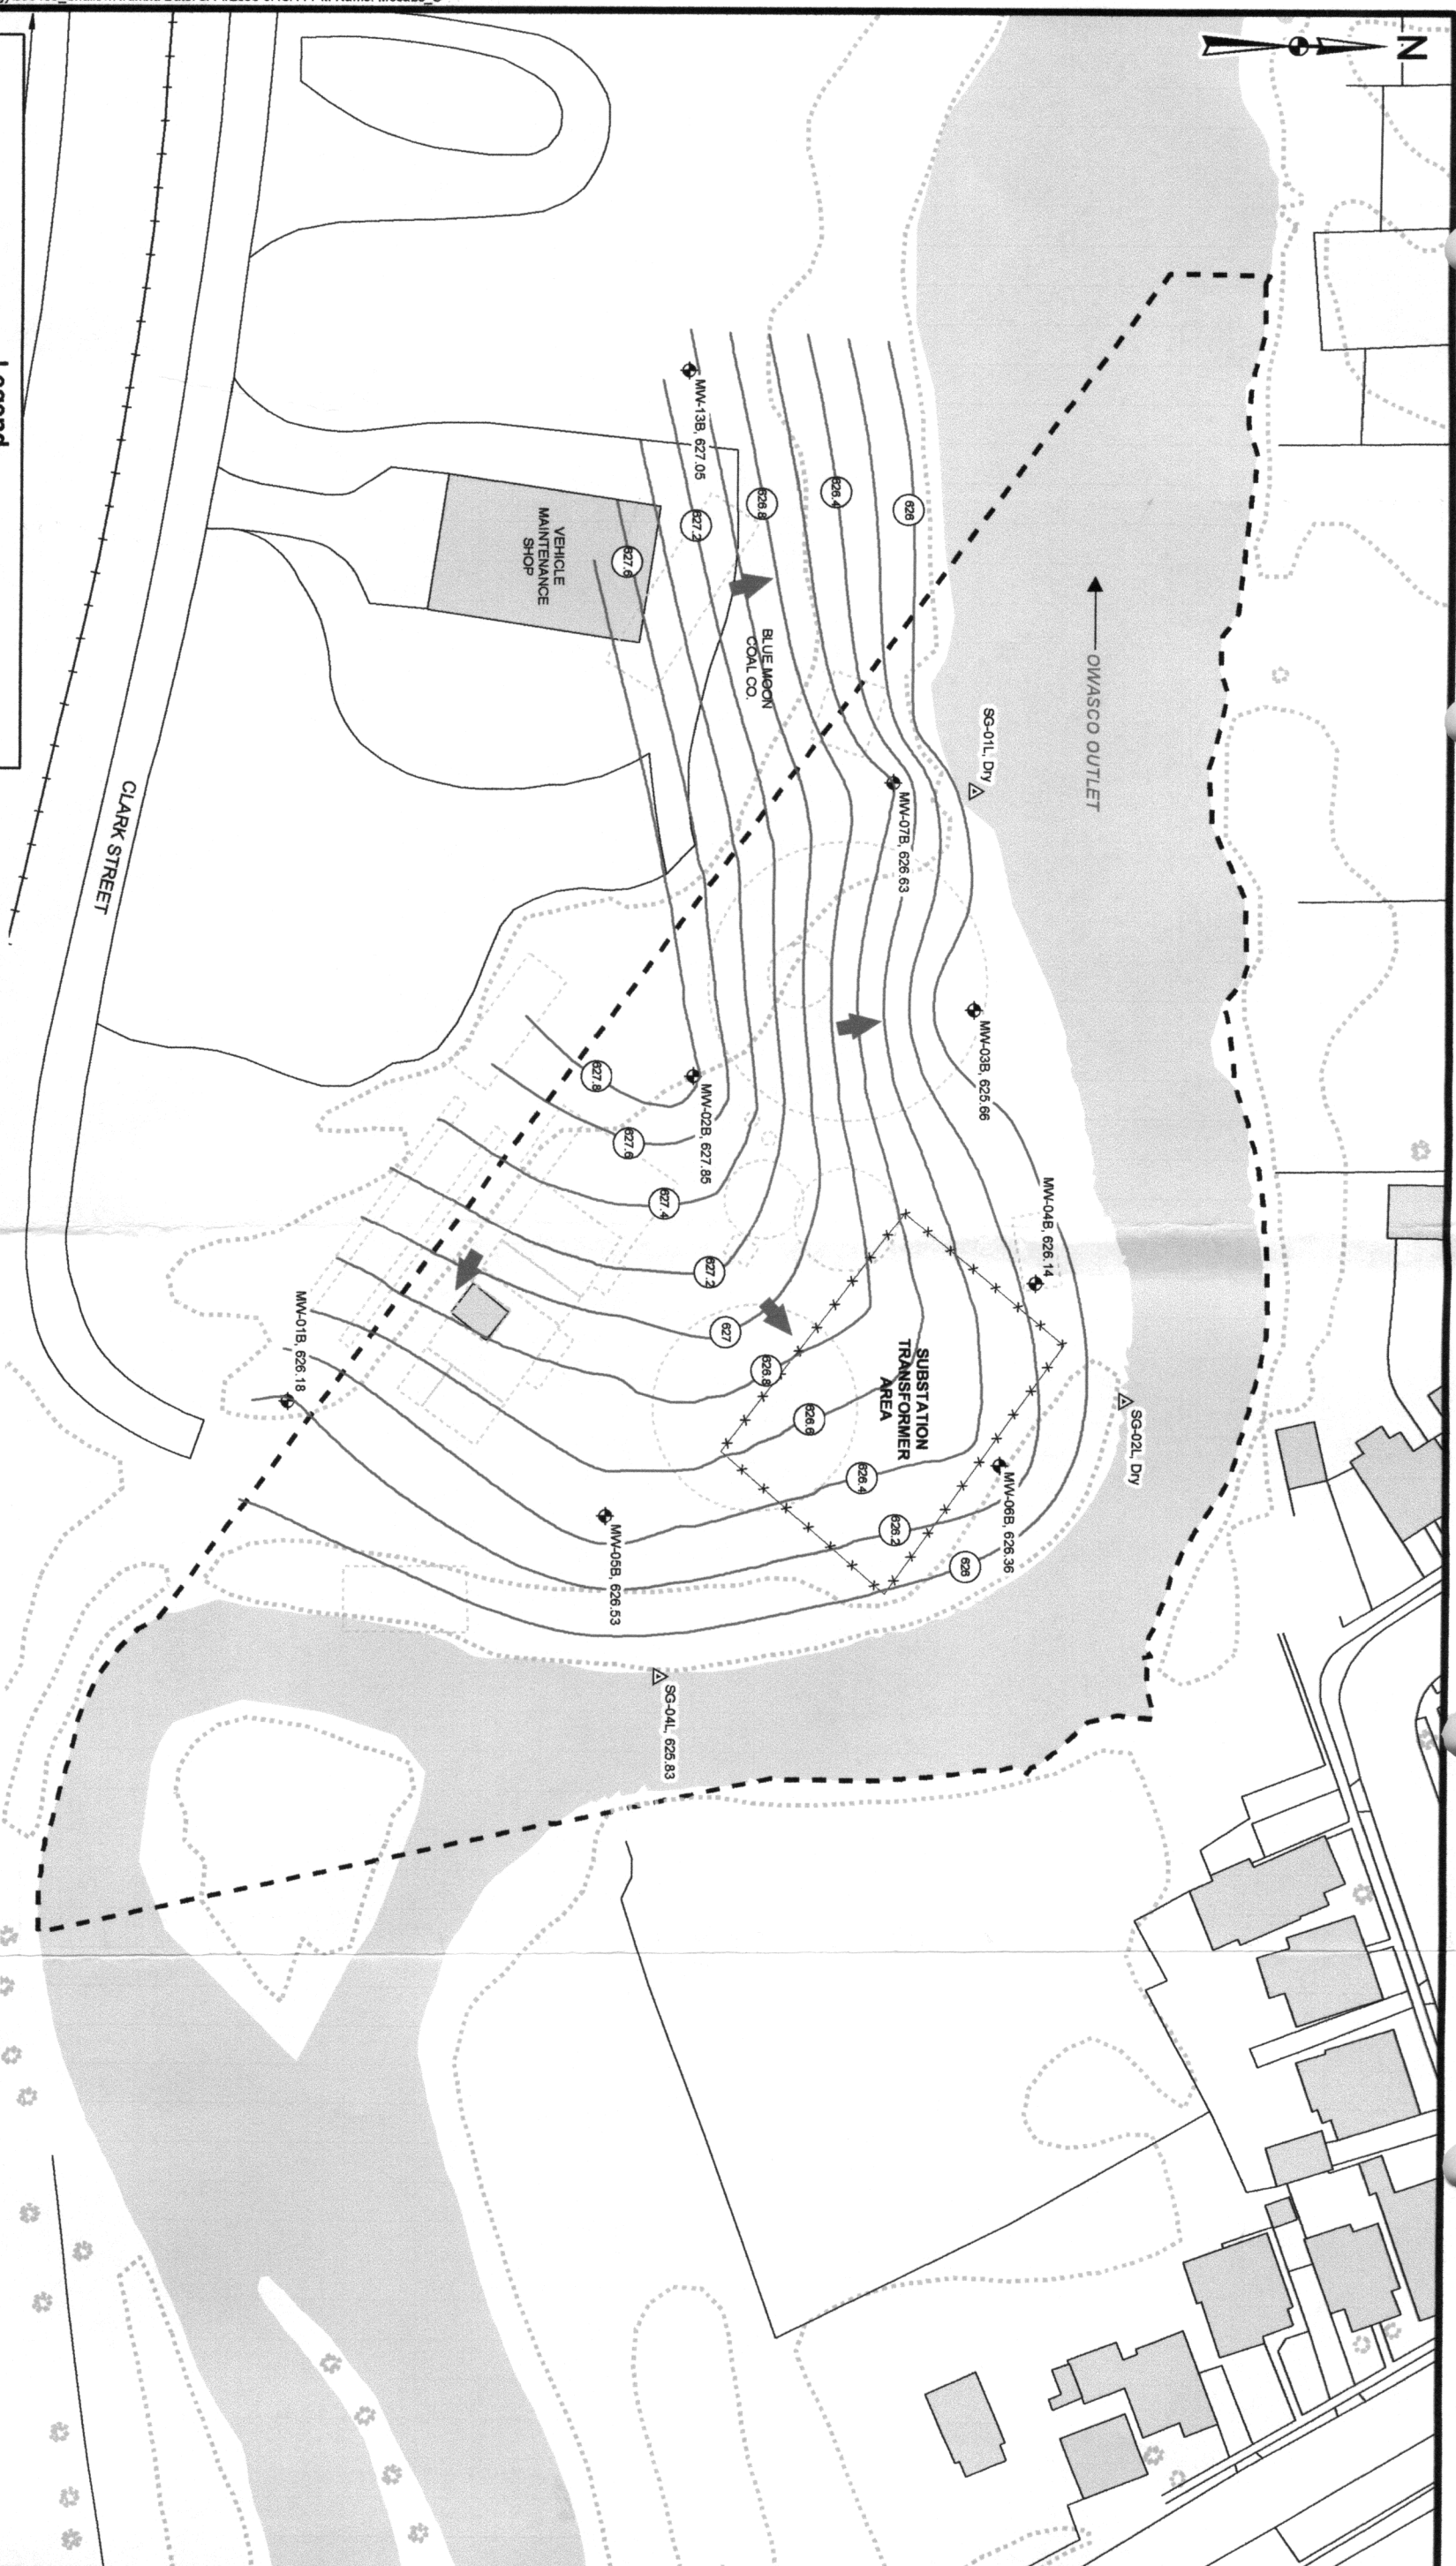 N
OWASCO OUTLET
SG-01L, Dry
MW-13B, 627.05
626
626.4
626.8
627.2
627.6
VEHICLE
MAINTENANCE
SHOP
BLUE MOON
COAL CO.
MW-07B, 626.63
MW-03B, 625.66
MW-04B, 626.14
SG-02L, Dry
MW-02B, 627.85
627.8
627.6
627.4
627.2
627
626.8
626.6
626.4
626.2
626
SUBSTATION
TRANSFORMER
AREA
MW-06B, 626.36
MW-05B, 626.53
MW-01B, 626.18
SG-04L, 625.83
CLARK STREET
Legend